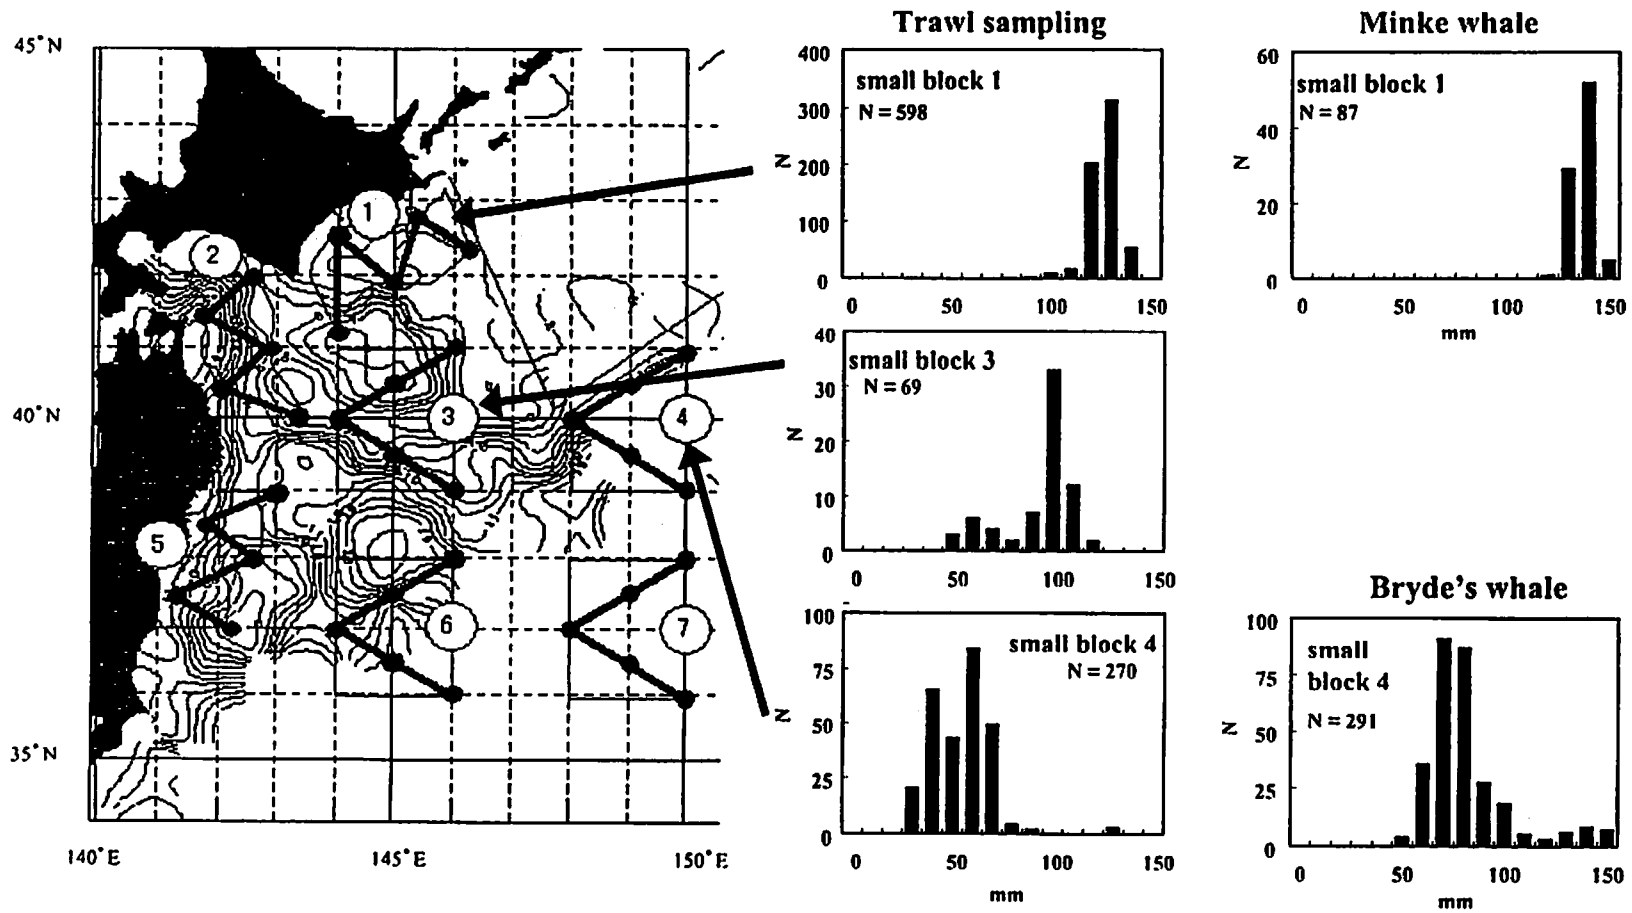 45°N
40°N
35°N
140°E
145°E
150°E
1
2
3
4
5
6
7
Trawl sampling
400
300
200
100
0
N
small block 1
N = 598
0
50
100
150
40
30
20
10
0
N
small block 3
N = 69
0
50
100
150
100
75
50
25
0
N
small block 4
N = 270
0
50
100
150
mm
Minke whale
60
40
20
0
N
small block 1
N = 87
0
50
100
150
mm
Bryde's whale
100
75
50
25
0
N
small
block 4
N = 291
0
50
100
150
mm